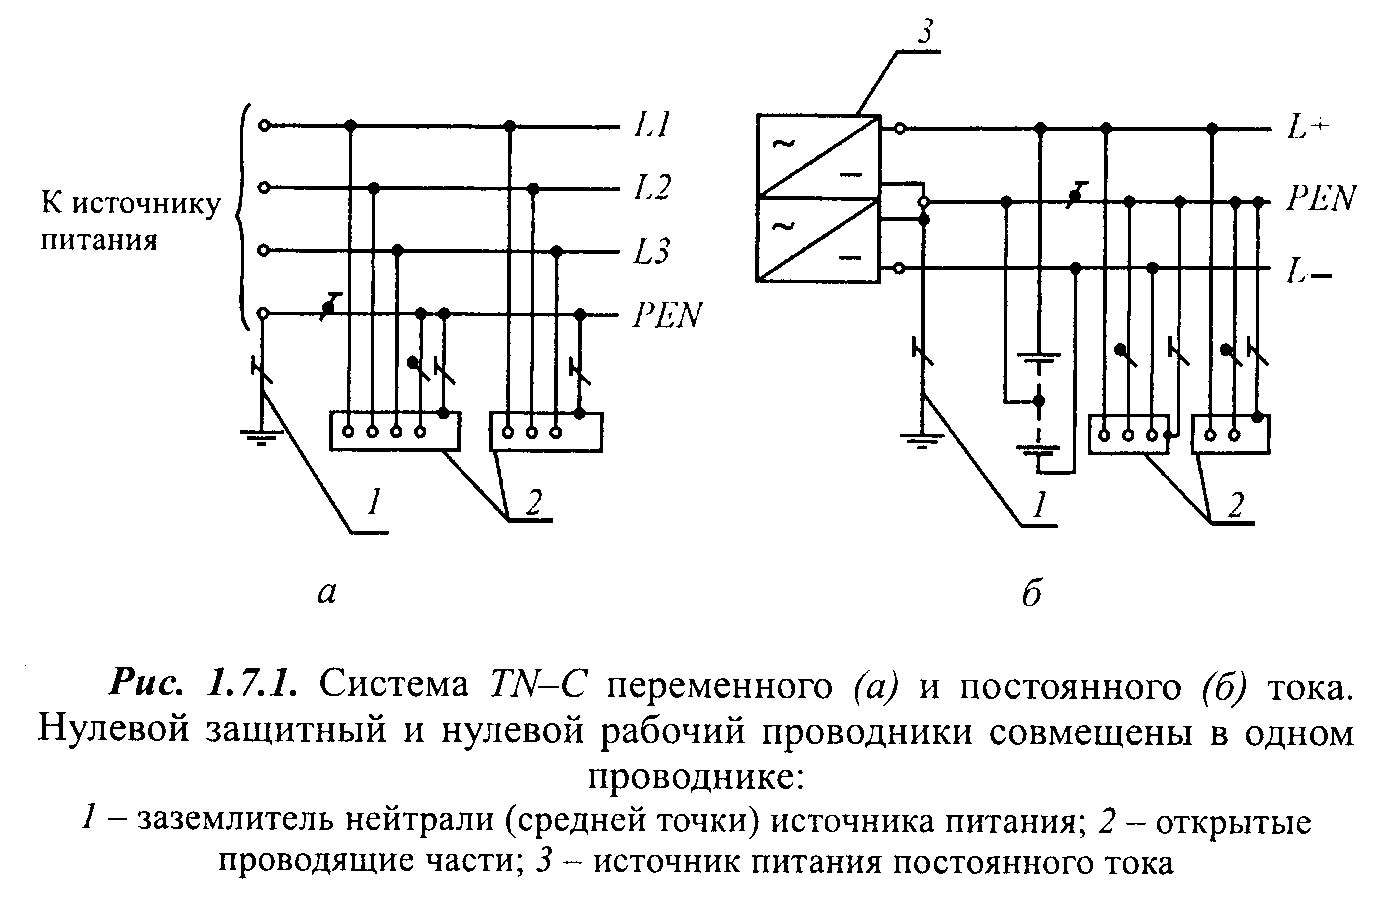 3
L1
L2
L3
PEN
К источнику
питания
1
2
а
~
–
~
–
L+
PEN
L–
1
2
б
Рис. 1.7.1. Система TN–C переменного (а) и постоянного (б) тока.
Нулевой защитный и нулевой рабочий проводники совмещены в одном
проводнике:
1 – заземлитель нейтрали (средней точки) источника питания; 2 – открытые
проводящие части; 3 – источник питания постоянного тока